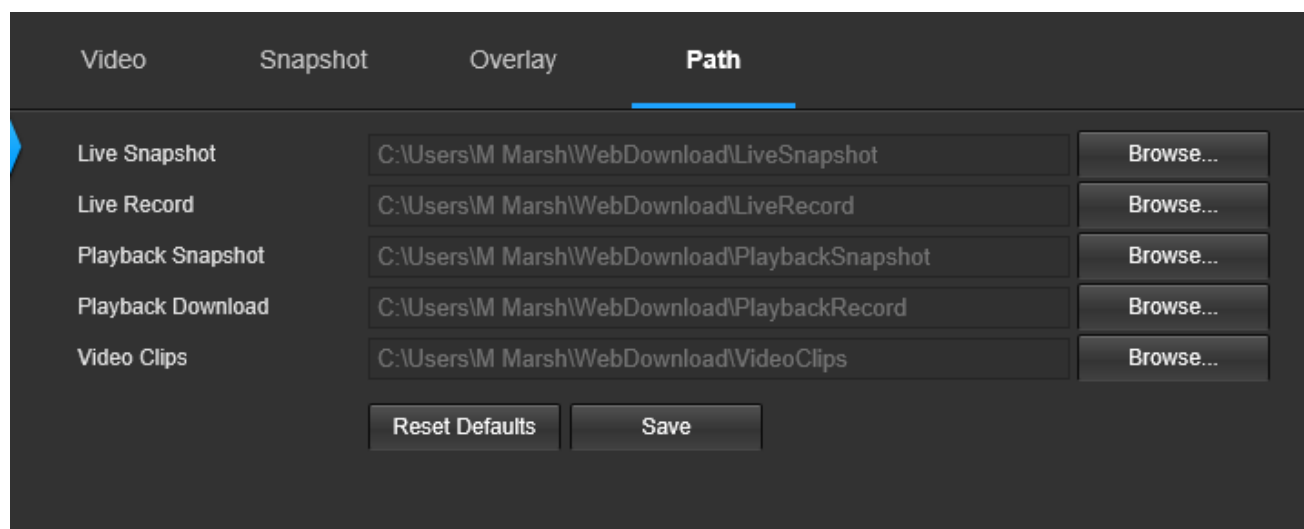 Video Snapshot Overlay Path
Live Snapshot C:\Users\M Marsh\WebDownload\LiveSnapshot Browse...
Live Record C:\Users\M Marsh\WebDownload\LiveRecord Browse...
Playback Snapshot C:\Users\M Marsh\WebDownload\PlaybackSnapshot Browse...
Playback Download C:\Users\M Marsh\WebDownload\PlaybackRecord Browse...
Video Clips C:\Users\M Marsh\WebDownload\VideoClips Browse...
Reset Defaults Save